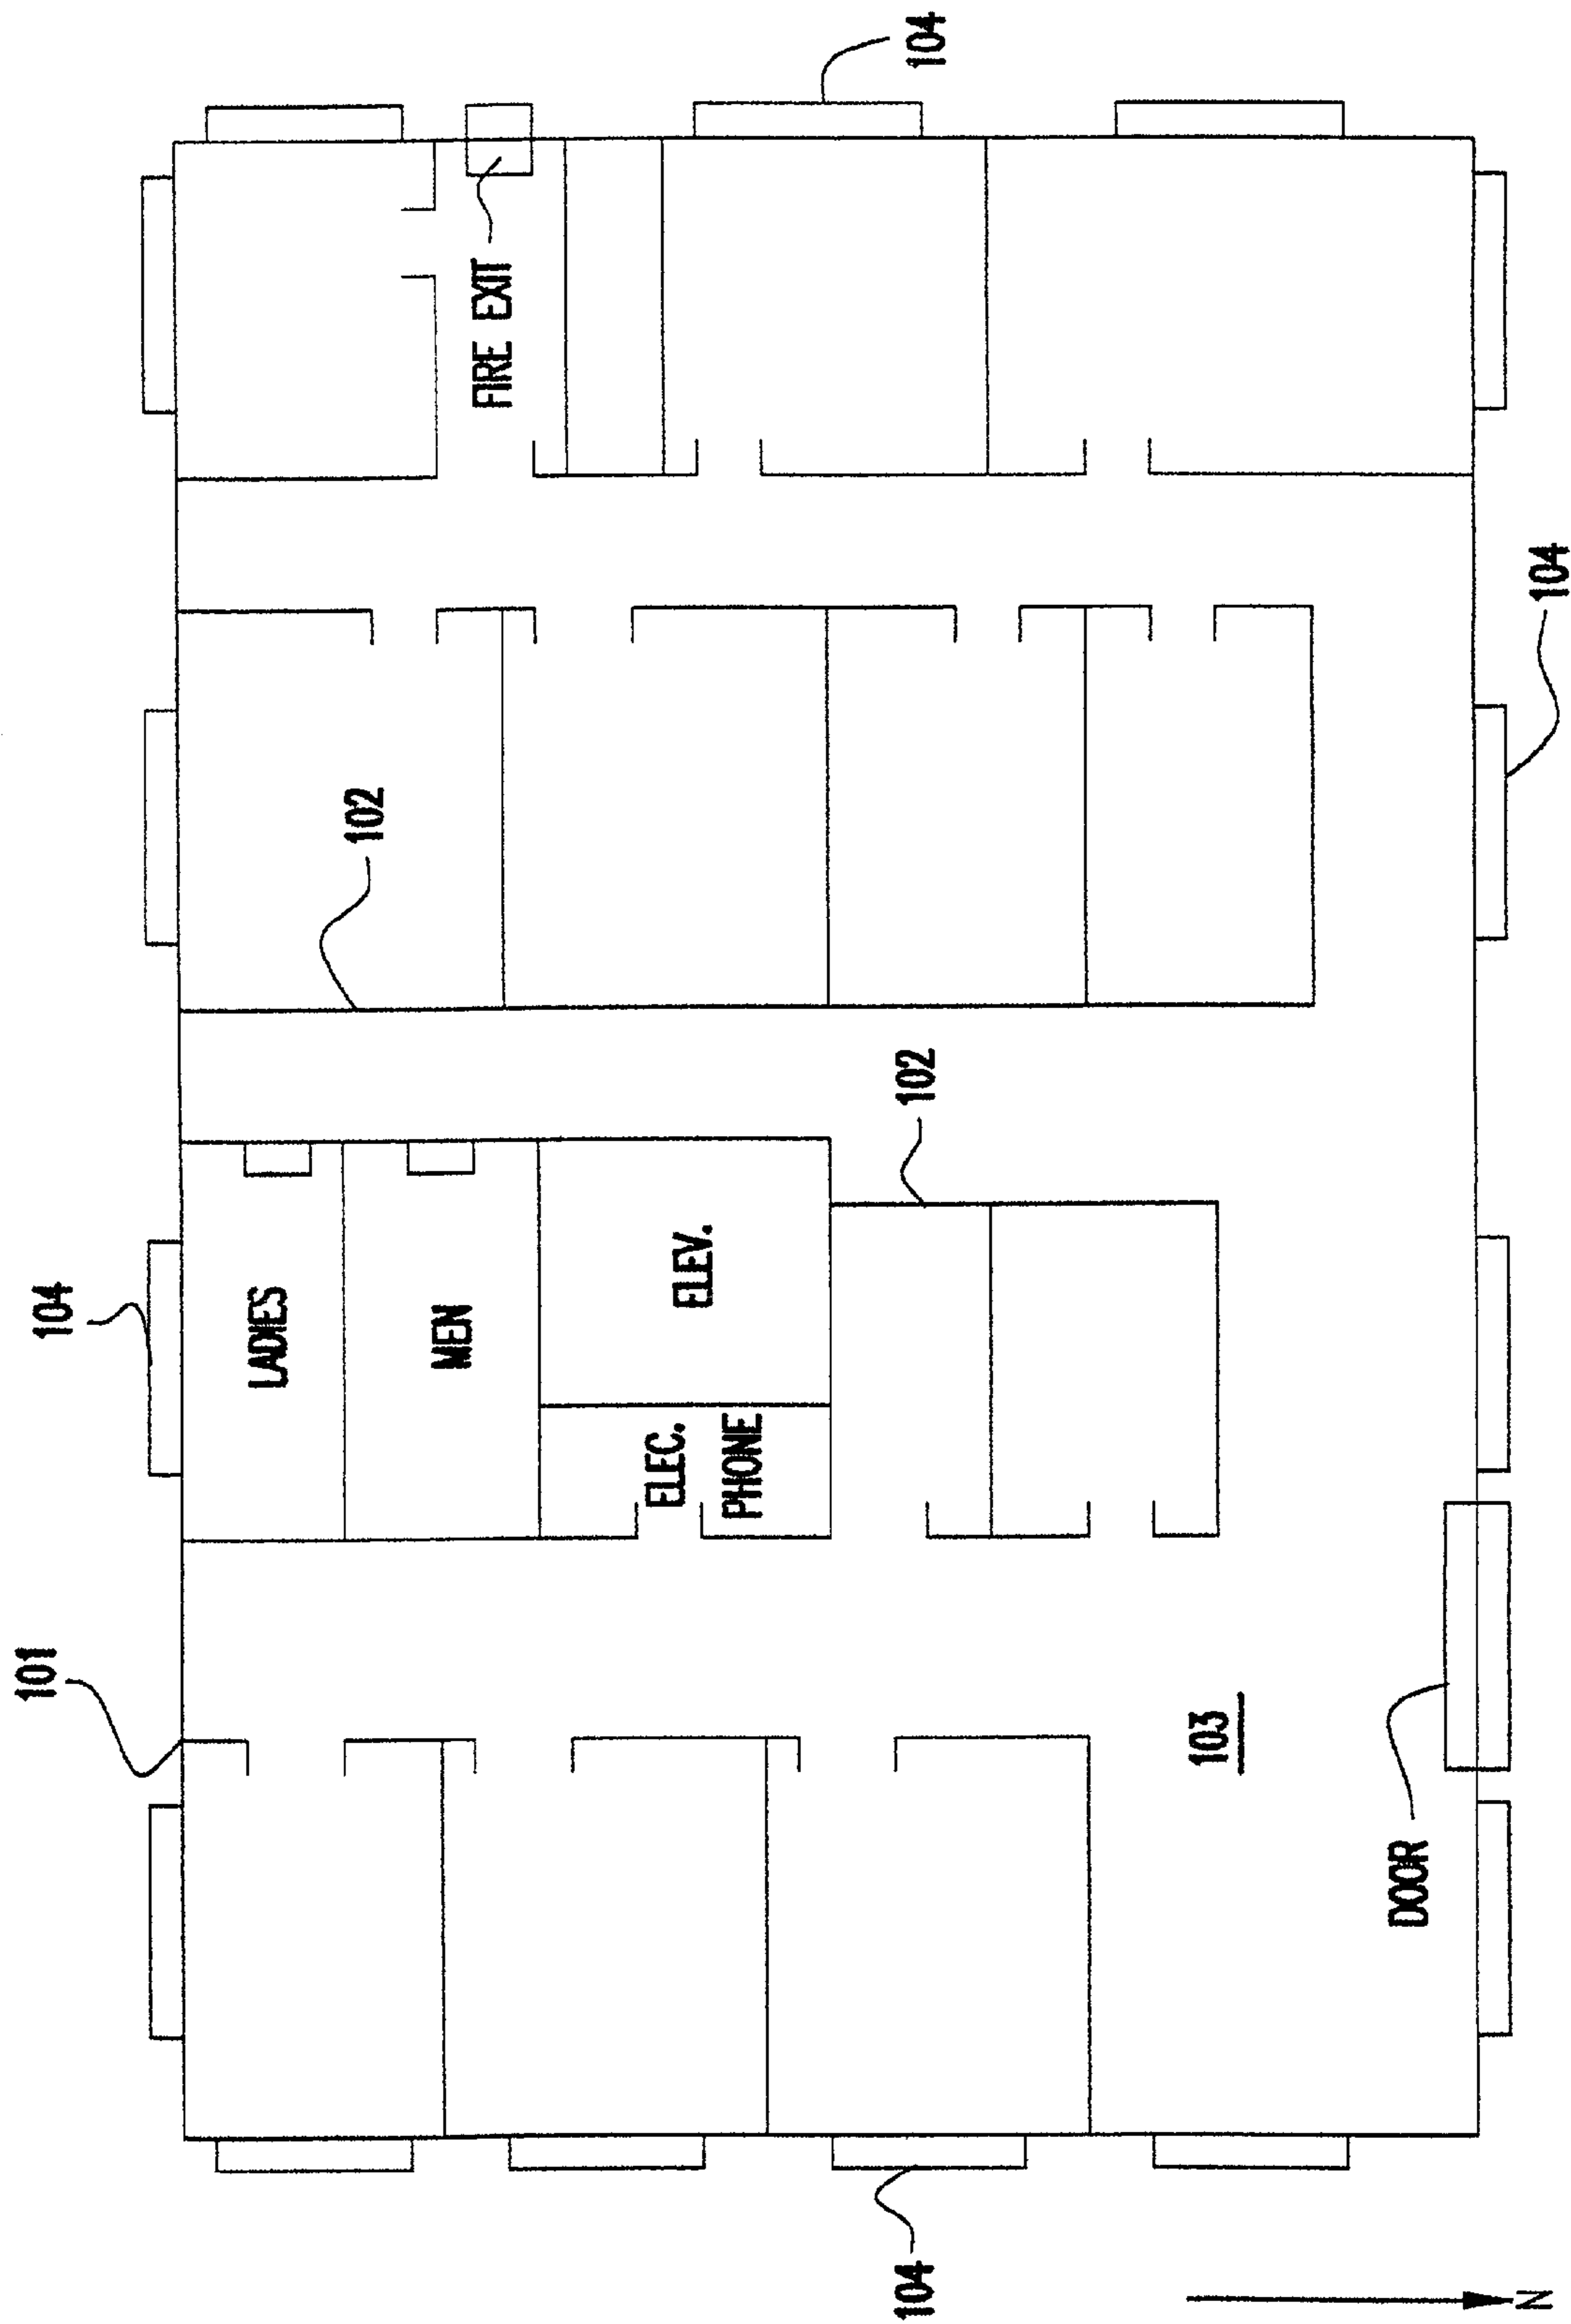 101
104
LADIES
102
MEN
FIRE EXIT
ELEC.
ELEV.
PHONE
104
102
104
103
DOOR
N
104